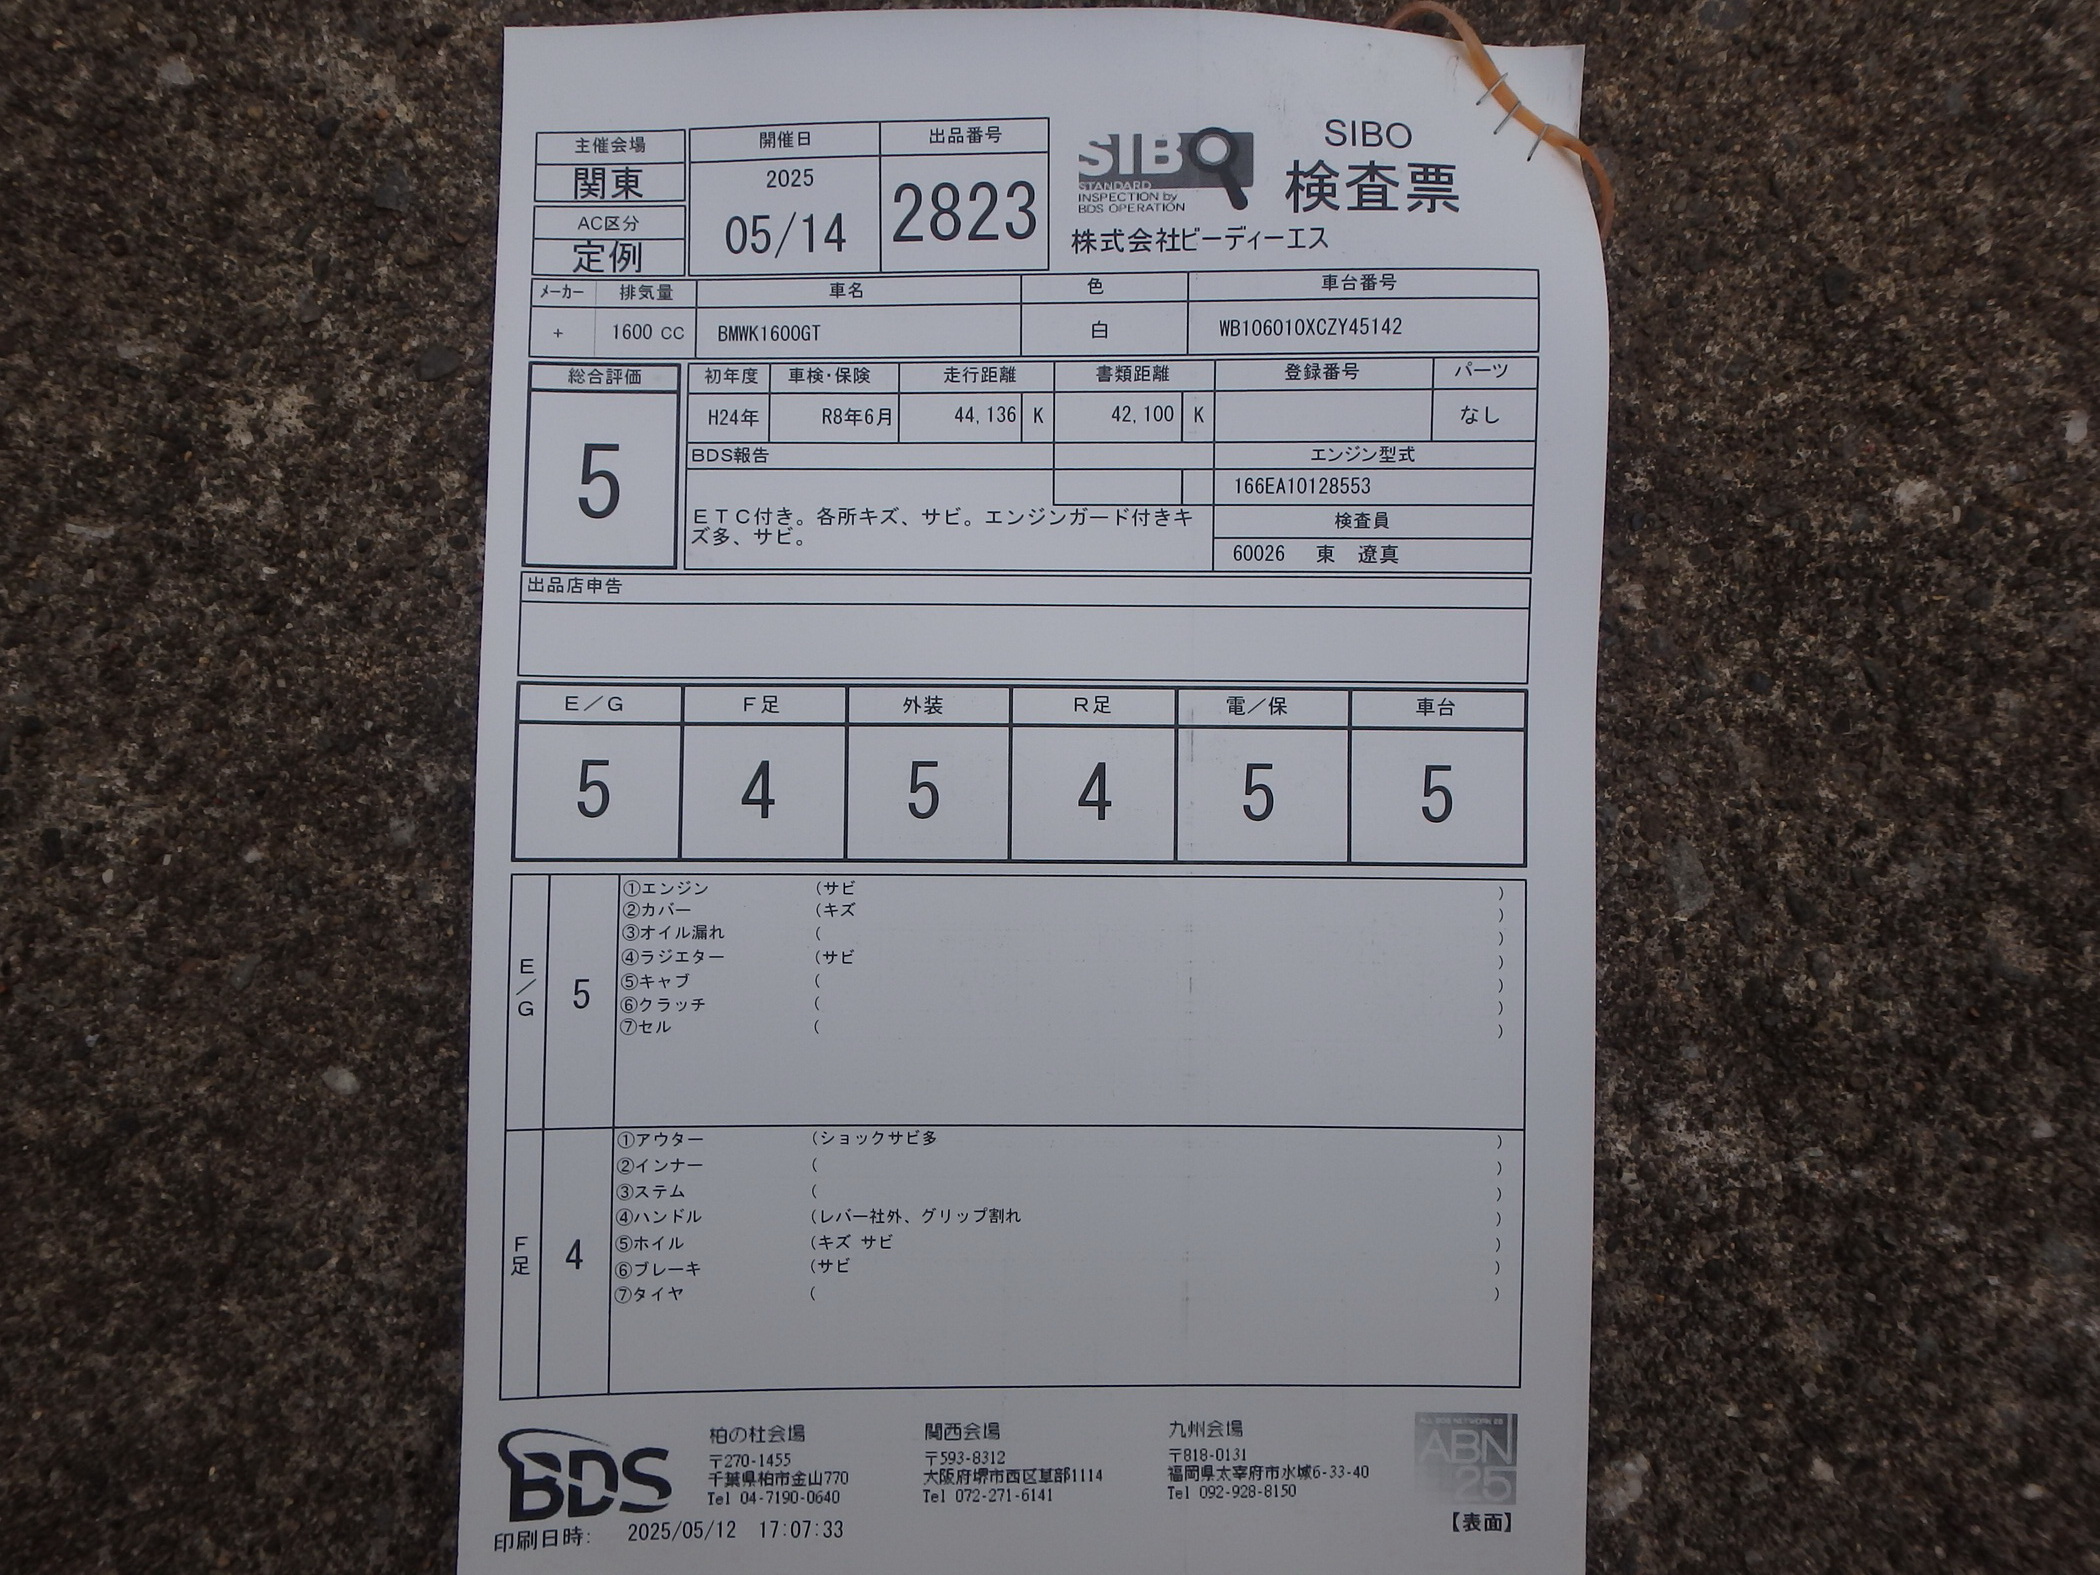 主催会場 開催日 出品番号
関東 2025 05/14 2823
AC区分
定例
SIBO
STANDARD
INSPECTION by
BDS OPERATION
SIBO
検査票
株式会社ビーディーエス
メーカー 排気量 車名 色 車台番号
+ 1600 CC BMWK1600GT 白 WB106010XCZY45142
総合評価 初年度 車検・保険 走行距離 書類距離 登録番号 パーツ
5 H24年 R8年6月 44,136 K 42,100 K なし
BDS報告 エンジン型式
166EA10128553
ETC付き。各所キズ、サビ。エンジンガード付きキ
ズ多、サビ。
検査員
60026 東 遼真
出品店申告
E/G F足 外装 R足 電/保 車台
5 4 5 4 5 5
E/G 5
①エンジン (サビ )
②カバー (キズ )
③オイル漏れ ( )
④ラジエター (サビ )
⑤キャブ ( )
⑥クラッチ ( )
⑦セル ( )
F足 4
①アウター (ショックサビ多 )
②インナー ( )
③ステム ( )
④ハンドル (レバー社外、グリップ割れ )
⑤ホイル (キズ サビ )
⑥ブレーキ (サビ )
⑦タイヤ ( )
BDS
柏の杜会場
〒270-1455
千葉県柏市金山770
Tel 04-7190-0640
関西会場
〒593-8312
大阪府堺市西区草部1114
Tel 072-271-6141
九州会場
〒818-0131
福岡県太宰府市水城6-33-40
Tel 092-928-8150
ALL BDS NETWORK 25
ABN
25
印刷日時: 2025/05/12 17:07:33
【表面】